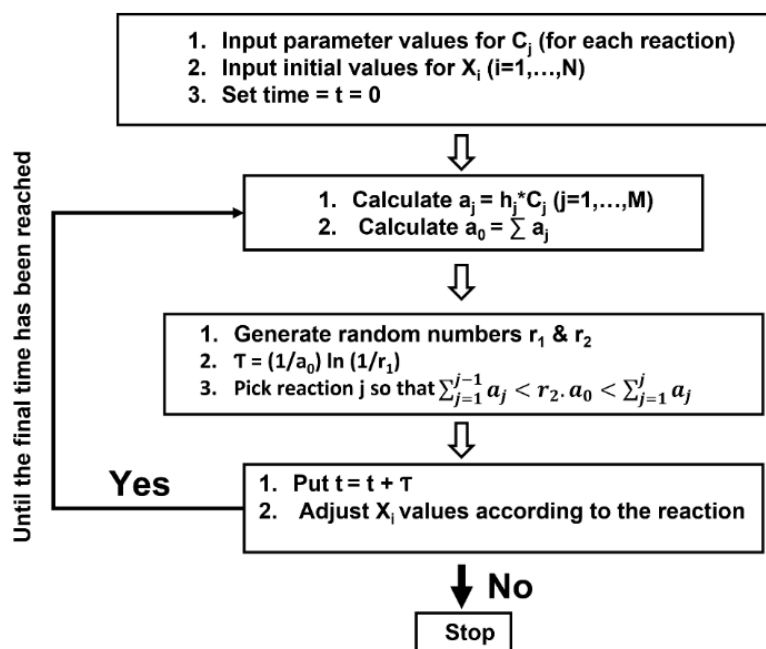 1. Input parameter values for Cj (for each reaction)
2. Input initial values for Xi (i=1,...,N)
3. Set time = t = 0
1. Calculate aj = hj*Cj (j=1,...,M)
2. Calculate a0 = ∑ aj
Until the final time has been reached
1. Generate random numbers r1 & r2
2. T = (1/a0) ln (1/r1)
3. Pick reaction j so that ∑_{j=1}^{j-1} aj < r2. a0 < ∑_{j=1}^{j} aj
Yes
1. Put t = t + T
2. Adjust Xi values according to the reaction
No
Stop